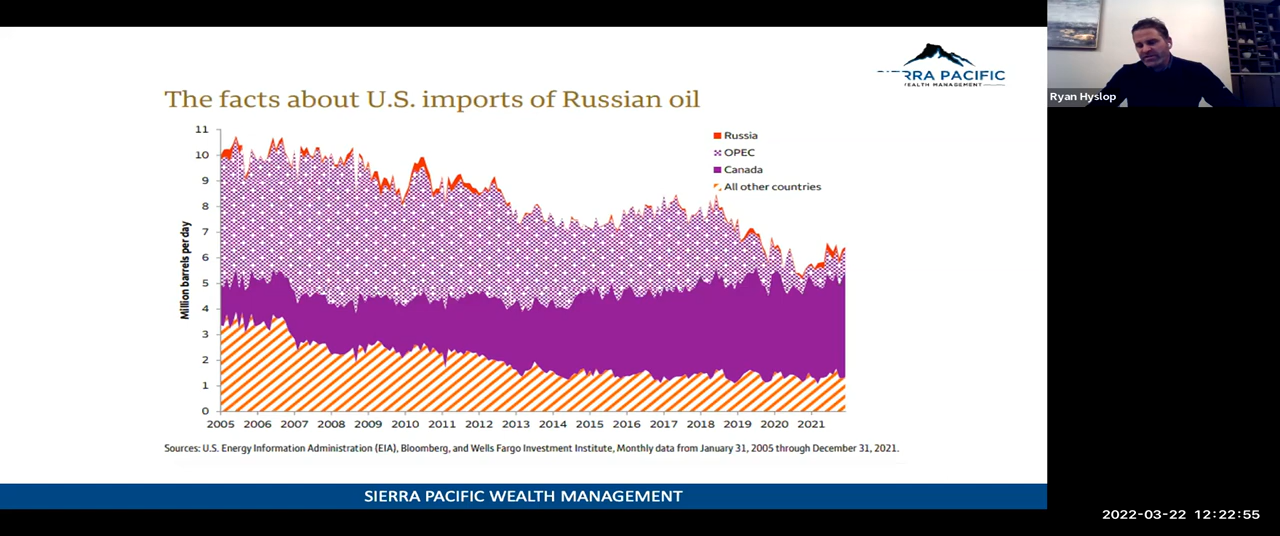 SIERRA PACIFIC
WEALTH MANAGEMENT
The facts about U.S. imports of Russian oil
Ryan Hyslop
Million barrels per day
11
10
9
8
7
6
5
4
3
2
1
0
Russia
OPEC
Canada
All other countries
2005 2006 2007 2008 2009 2010 2011 2012 2013 2014 2015 2016 2017 2018 2019 2020 2021
Sources: U.S. Energy Information Administration (EIA), Bloomberg, and Wells Fargo Investment Institute, Monthly data from January 31, 2005 through December 31, 2021.
SIERRA PACIFIC WEALTH MANAGEMENT
2022-03-22 12:22:55